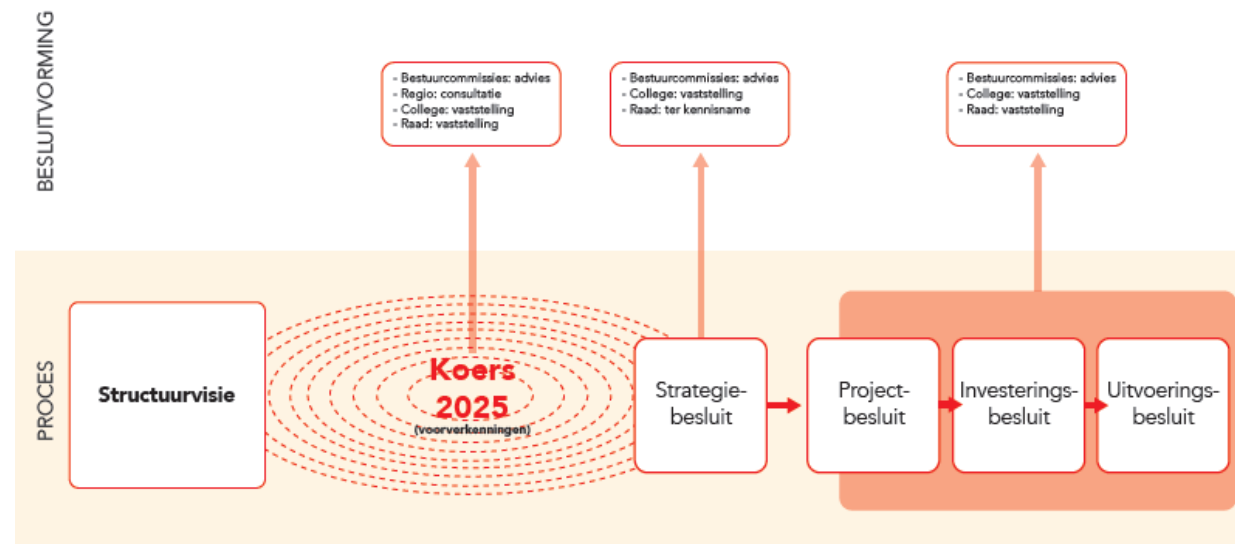 BESLUITVORMING
- Bestuurcommissies: advies
- Regio: consultatie
- College: vaststelling
- Raad: vaststelling
- Bestuurcommissies: advies
- College: vaststelling
- Raad: ter kennisname
- Bestuurcommissies: advies
- College: vaststelling
- Raad: vaststelling
PROCES
Structuurvisie
Koers
2025
(voorverkenningen)
Strategie-
besluit
Project-
besluit
Investerings-
besluit
Uitvoerings-
besluit